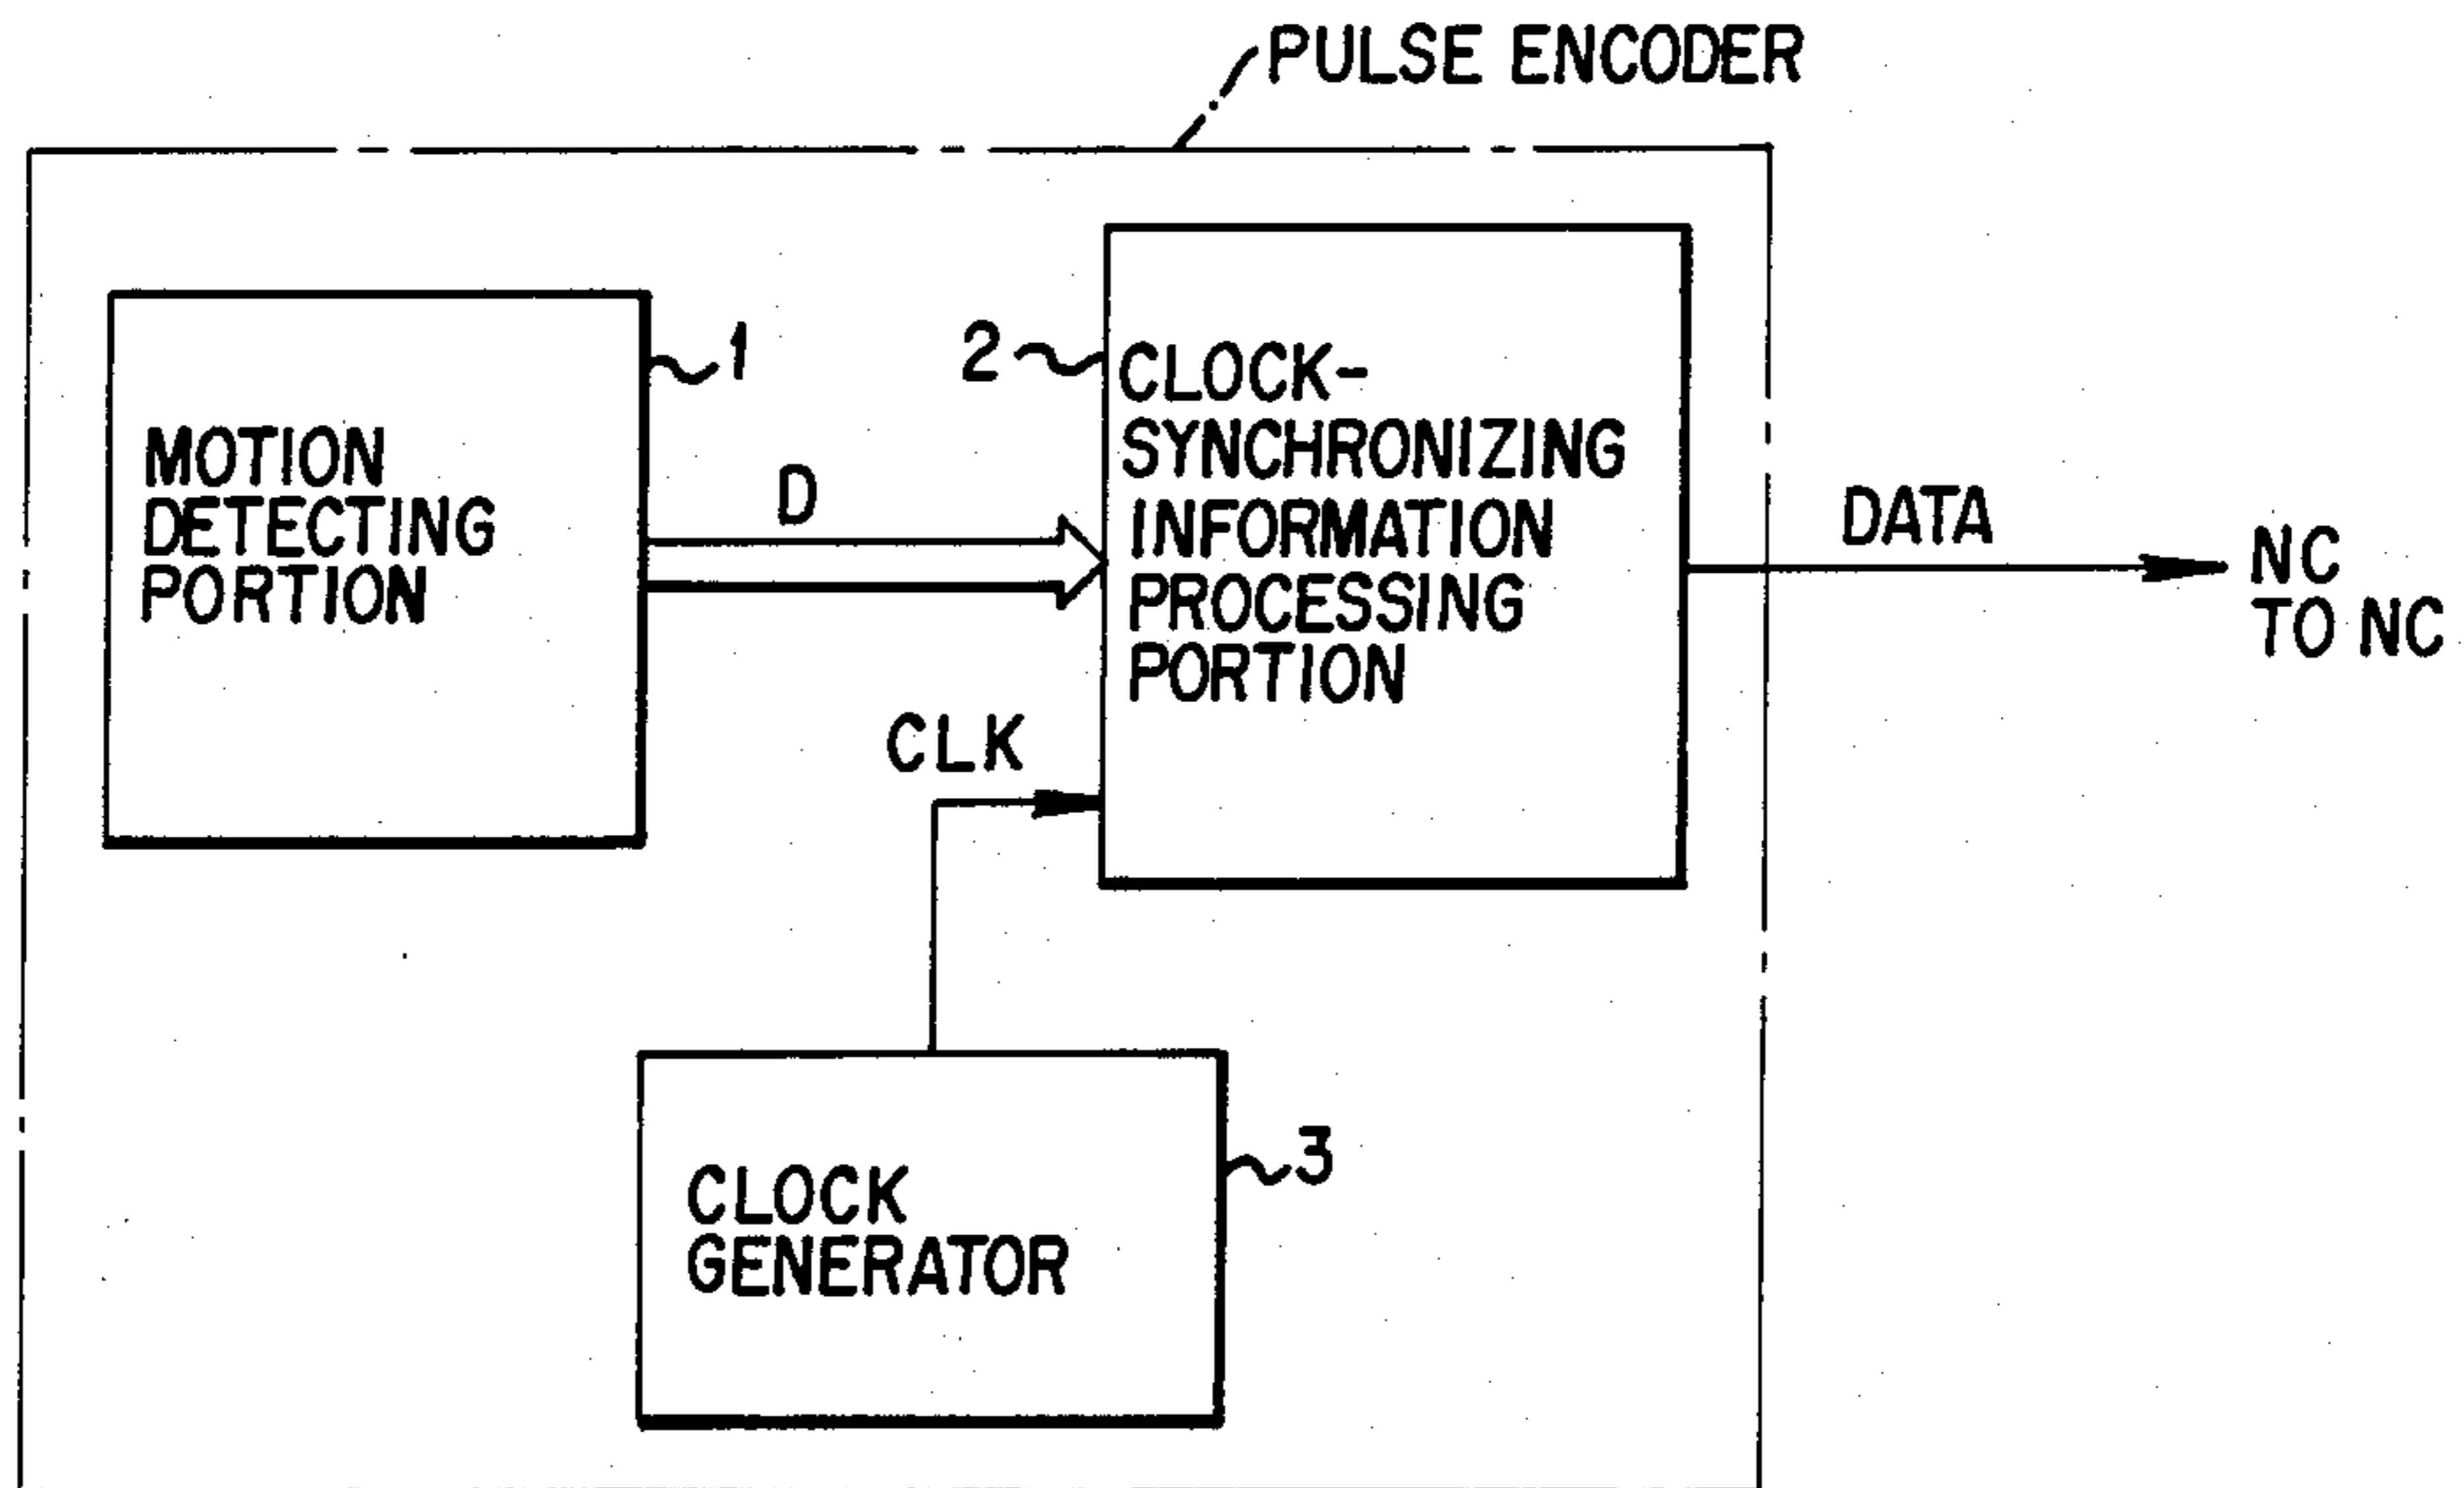 PULSE ENCODER
1
MOTION
DETECTING
PORTION
D
2
CLOCK-
SYNCHRONIZING
INFORMATION
PROCESSING
PORTION
DATA
NC
TO NC
CLK
3
CLOCK
GENERATOR